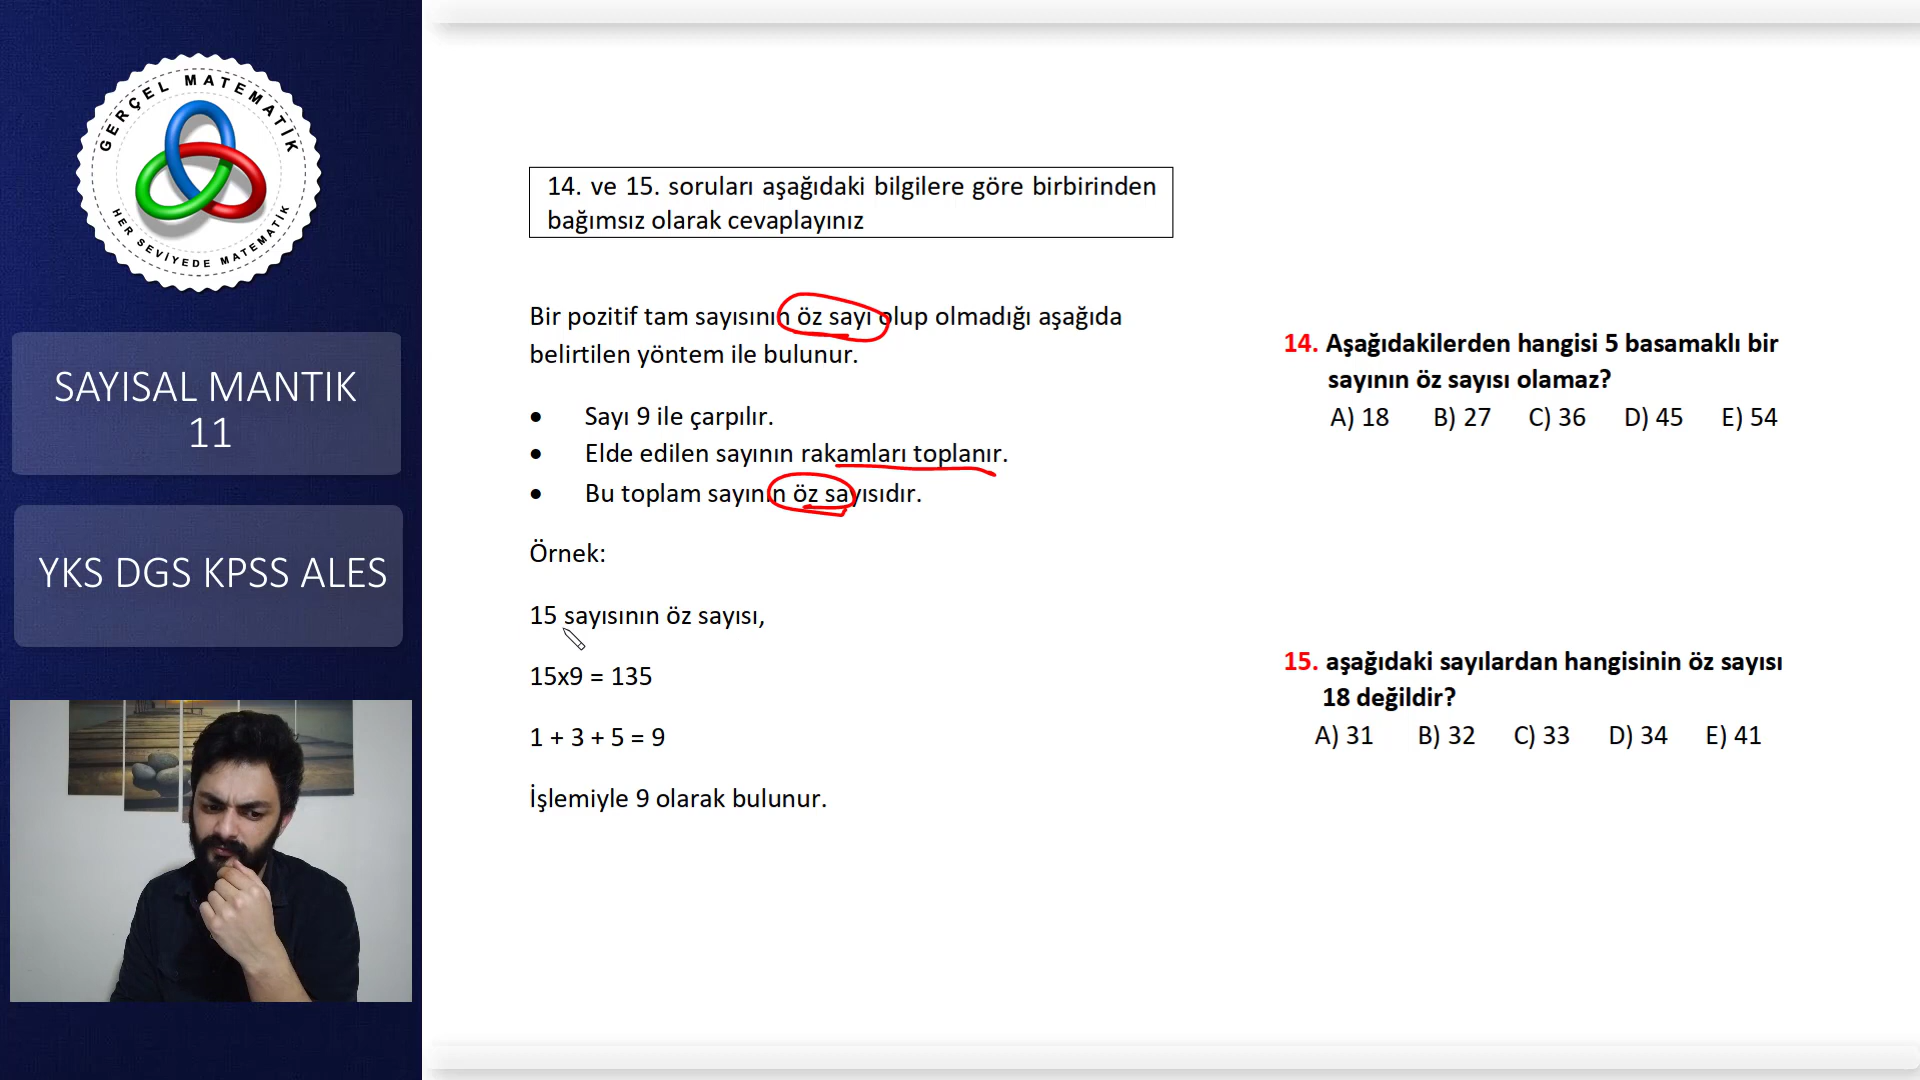 GERÇEL MATEMATİK
HER SEVİYEDE MATEMATİK
SAYISAL MANTIK
11
YKS DGS KPSS ALES
14. ve 15. soruları aşağıdaki bilgilere göre birbirinden
bağımsız olarak cevaplayınız
Bir pozitif tam sayısının öz sayı olup olmadığı aşağıda
belirtilen yöntem ile bulunur.
• Sayı 9 ile çarpılır.
• Elde edilen sayının rakamları toplanır.
• Bu toplam sayının öz sayısıdır.
Örnek:
15 sayısının öz sayısı,
15x9 = 135
1 + 3 + 5 = 9
İşlemiyle 9 olarak bulunur.
14. Aşağıdakilerden hangisi 5 basamaklı bir
sayının öz sayısı olamaz?
A) 18 B) 27 C) 36 D) 45 E) 54
15. aşağıdaki sayılardan hangisinin öz sayısı
18 değildir?
A) 31 B) 32 C) 33 D) 34 E) 41